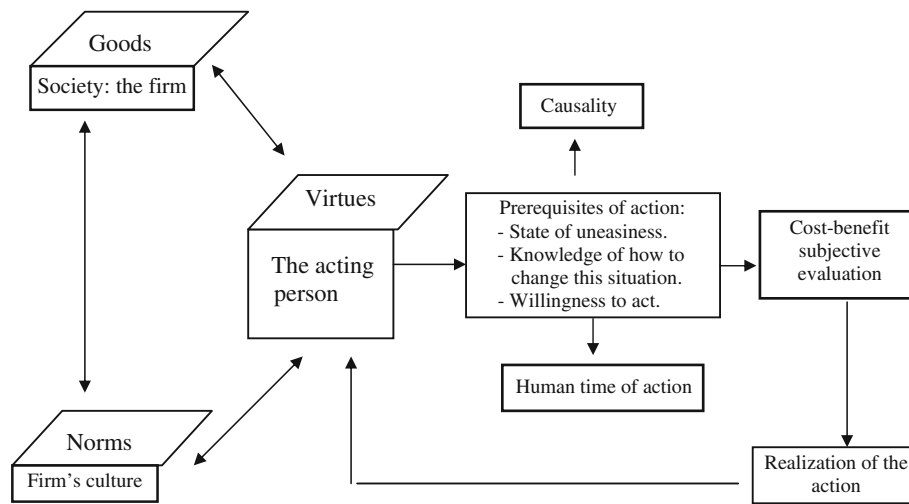 Goods
Society: the firm
Causality
Virtues
The acting
person
Prerequisites of action:
- State of uneasiness.
- Knowledge of how to
change this situation.
- Willingness to act.
Cost-benefit
subjective
evaluation
Human time of action
Norms
Firm's culture
Realization of the
action